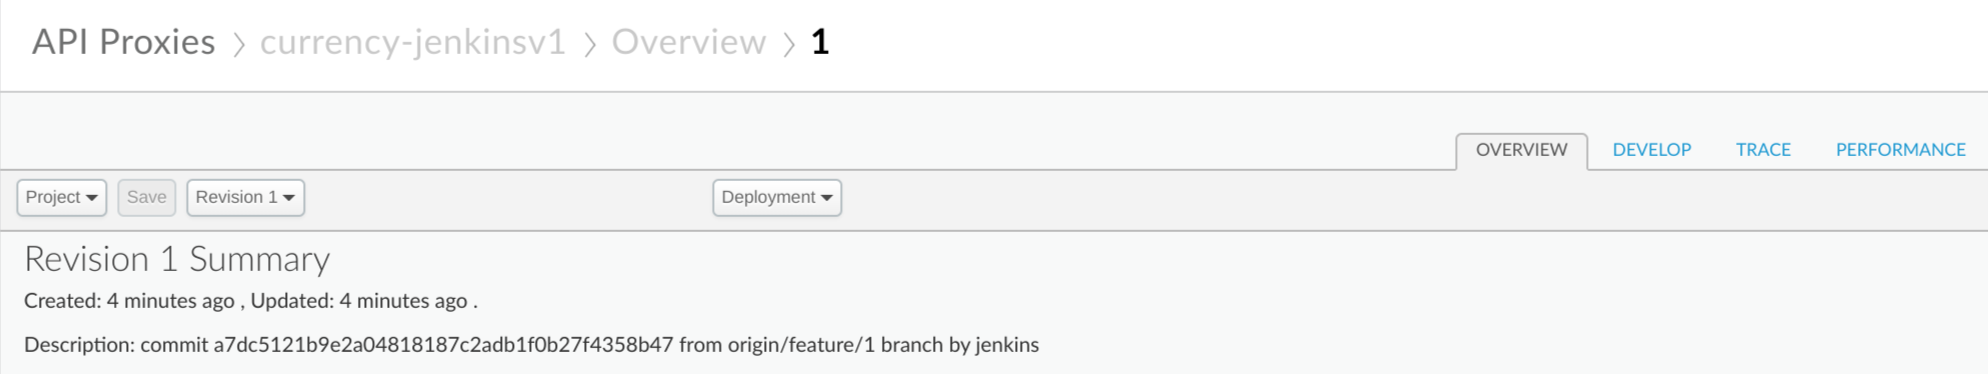 API Proxies > currency-jenkinsv1 > Overview > 1
OVERVIEW DEVELOP TRACE PERFORMANCE
Project Save Revision 1 Deployment
Revision 1 Summary
Created: 4 minutes ago , Updated: 4 minutes ago .
Description: commit a7dc5121b9e2a04818187c2adb1f0b27f4358b47 from origin/feature/1 branch by jenkins